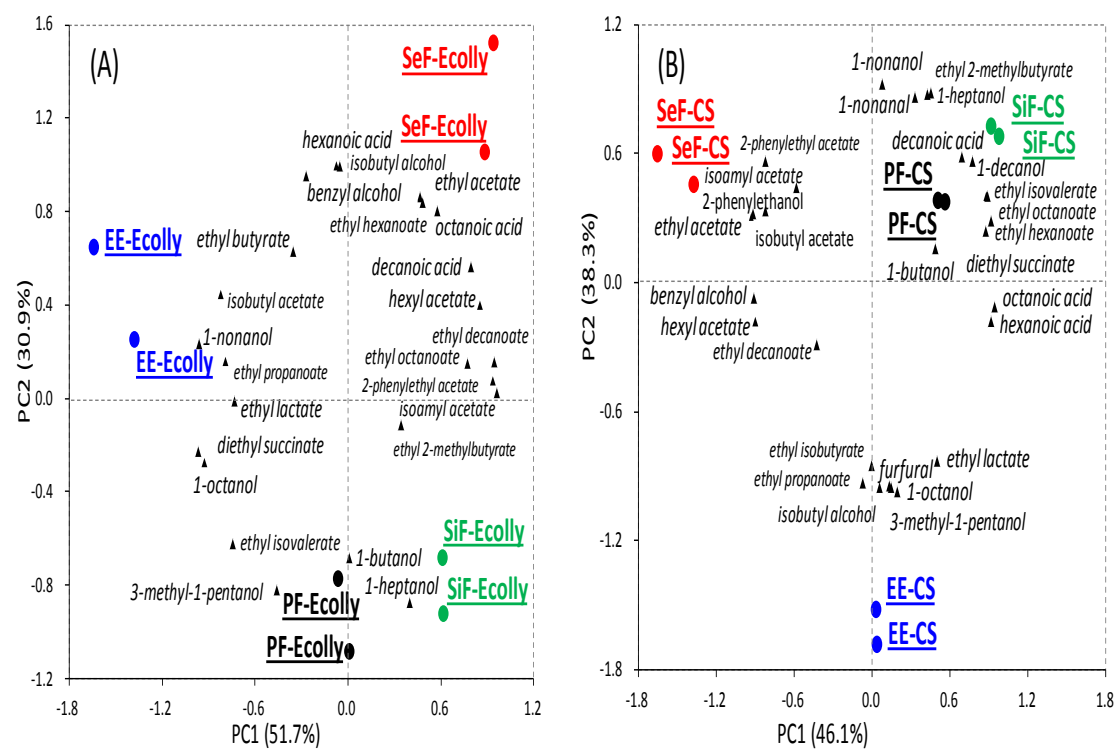 (A)
1.6
1.2
0.8
0.4
0.0
-0.4
-0.8
-1.2
PC2 (30.9%)
-1.8
-1.2
-0.6
0.0
0.6
1.2
PC1 (51.7%)
SeF-Ecolly
SeF-Ecolly
hexanoic acid
isobutyl alcohol
benzyl alcohol
ethyl acetate
ethyl hexanoate
octanoic acid
EE-Ecolly
ethyl butyrate
decanoic acid
isobutyl acetate
hexyl acetate
1-nonanol
EE-Ecolly
ethyl decanoate
ethyl octanoate
ethyl propanoate
2-phenylethyl acetate
ethyl lactate
isoamyl acetate
diethyl succinate
ethyl 2-methylbutyrate
1-octanol
SiF-Ecolly
ethyl isovalerate
1-butanol
3-methyl-1-pentanol
1-heptanol
SiF-Ecolly
PF-Ecolly
PF-Ecolly
(B)
1.2
0.6
0.0
-0.6
-1.2
-1.8
PC2 (38.3%)
-1.8
-1.2
-0.6
0.0
0.6
1.2
1.8
PC1 (46.1%)
1-nonanol
ethyl 2-methylbutyrate
1-nonanal
1-heptanol
SeF-CS
SiF-CS
SeF-CS
2-phenylethyl acetate
decanoic acid
SiF-CS
isoamyl acetate
PF-CS
1-decanol
2-phenylethanol
ethyl isovalerate
ethyl acetate
isobutyl acetate
PF-CS
ethyl octanoate
ethyl hexanoate
1-butanol
diethyl succinate
benzyl alcohol
octanoic acid
hexyl acetate
hexanoic acid
ethyl decanoate
ethyl isobutyrate
furfural
ethyl lactate
ethyl propanoate
1-octanol
isobutyl alcohol
3-methyl-1-pentanol
EE-CS
EE-CS